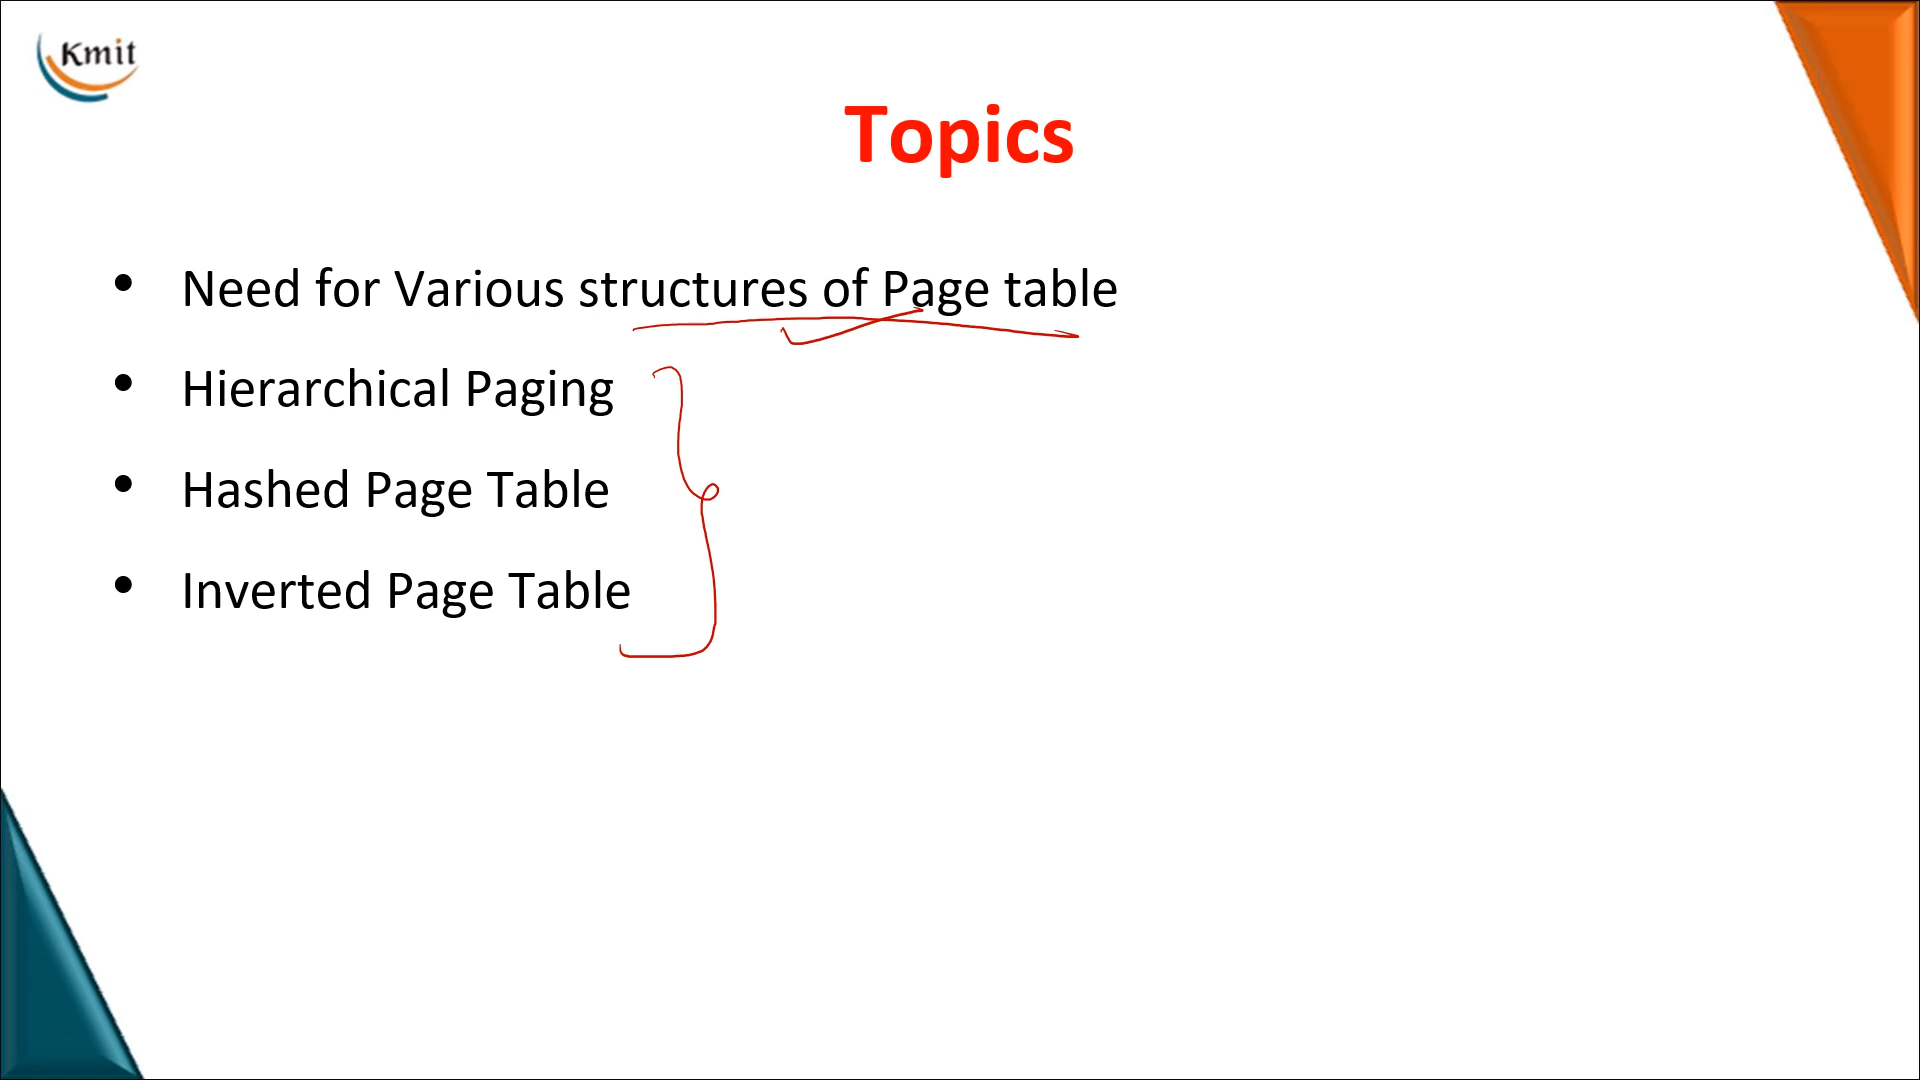 Kmit
Topics
• Need for Various structures of Page table
• Hierarchical Paging
• Hashed Page Table
• Inverted Page Table